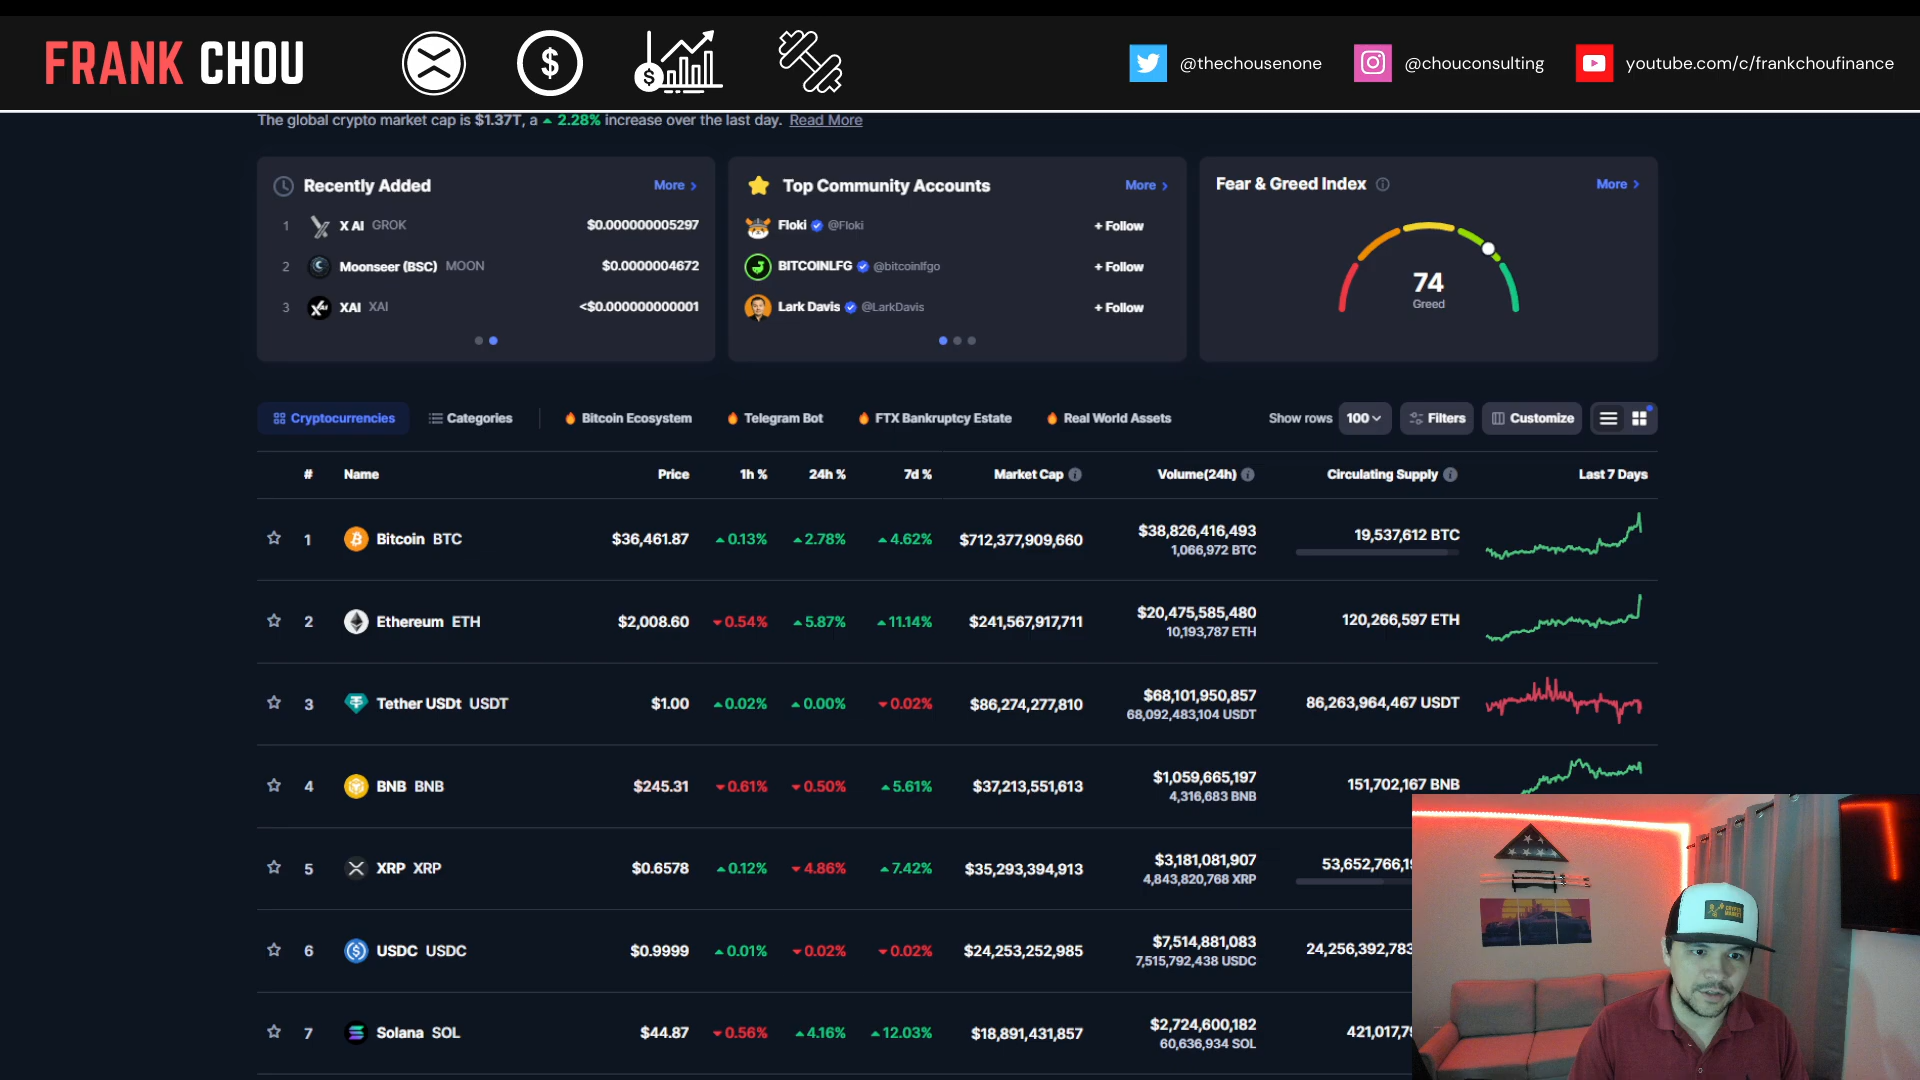 FRANK CHOU
@thechousenone
@chouconsulting
youtube.com/c/frankchoufinance
The global crypto market cap is $1.37T, a 2.28% increase over the last day. Read More
Recently Added
More
1 X AI GROK $0.000000005297
2 Moonseer (BSC) MOON $0.0000004672
3 XAI XAI <$0.000000000001
Top Community Accounts
More
Floki @Floki + Follow
BITCOINLFG @bitcoinlfgo + Follow
Lark Davis @LarkDavis + Follow
Fear & Greed Index
More
74
Greed
Cryptocurrencies Categories Bitcoin Ecosystem Telegram Bot FTX Bankruptcy Estate Real World Assets Show rows 100 Filters Customize
# Name Price 1h % 24h % 7d % Market Cap Volume(24h) Circulating Supply Last 7 Days
1 Bitcoin BTC $36,461.87 0.13% 2.78% 4.62% $712,377,909,660 $38,826,416,493 19,537,612 BTC
1,066,972 BTC
2 Ethereum ETH $2,008.60 0.54% 5.87% 11.14% $241,567,917,711 $20,475,585,480 120,266,597 ETH
10,193,787 ETH
3 Tether USDt USDT $1.00 0.02% 0.00% 0.02% $86,274,277,810 $68,101,950,857 86,263,964,467 USDT
68,092,483,104 USDT
4 BNB BNB $245.31 0.61% 0.50% 5.61% $37,213,551,613 $1,059,665,197 151,702,167 BNB
4,316,683 BNB
5 XRP XRP $0.6578 0.12% 4.86% 7.42% $35,293,394,913 $3,181,081,907
4,843,820,768 XRP
6 USDC USDC $0.9999 0.01% 0.02% 0.02% $24,253,252,985 $7,514,881,083 24,256,392,783
7,515,792,438 USDC
7 Solana SOL $44.87 0.56% 4.16% 12.03% $18,891,431,857 $2,724,600,182
60,636,934 SOL